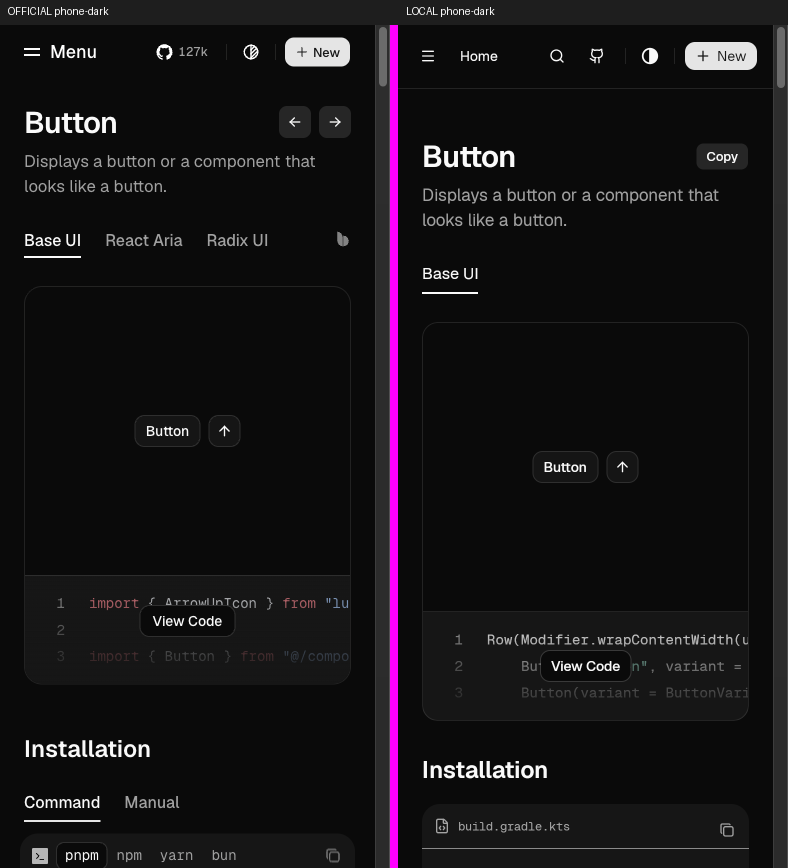 OFFICIAL phone-dark
Menu
127k
New
Button
Displays a button or a component that
looks like a button.
Base UI React Aria Radix UI
Button
1 import { ArrowUpIcon } from "lu
View Code
2
3 import { Button } from "@/compo
Installation
Command Manual
pnpm npm yarn bun
LOCAL phone-dark
Home
New
Button
Copy
Displays a button or a component that
looks like a button.
Base UI
Button
1 Row(Modifier.wrapContentWidth(u
2 Bu n", variant =
View Code
3 Button(variant = ButtonVari
Installation
build.gradle.kts